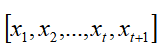 [x₁, x₂, ..., xₜ, xₜ₊₁]